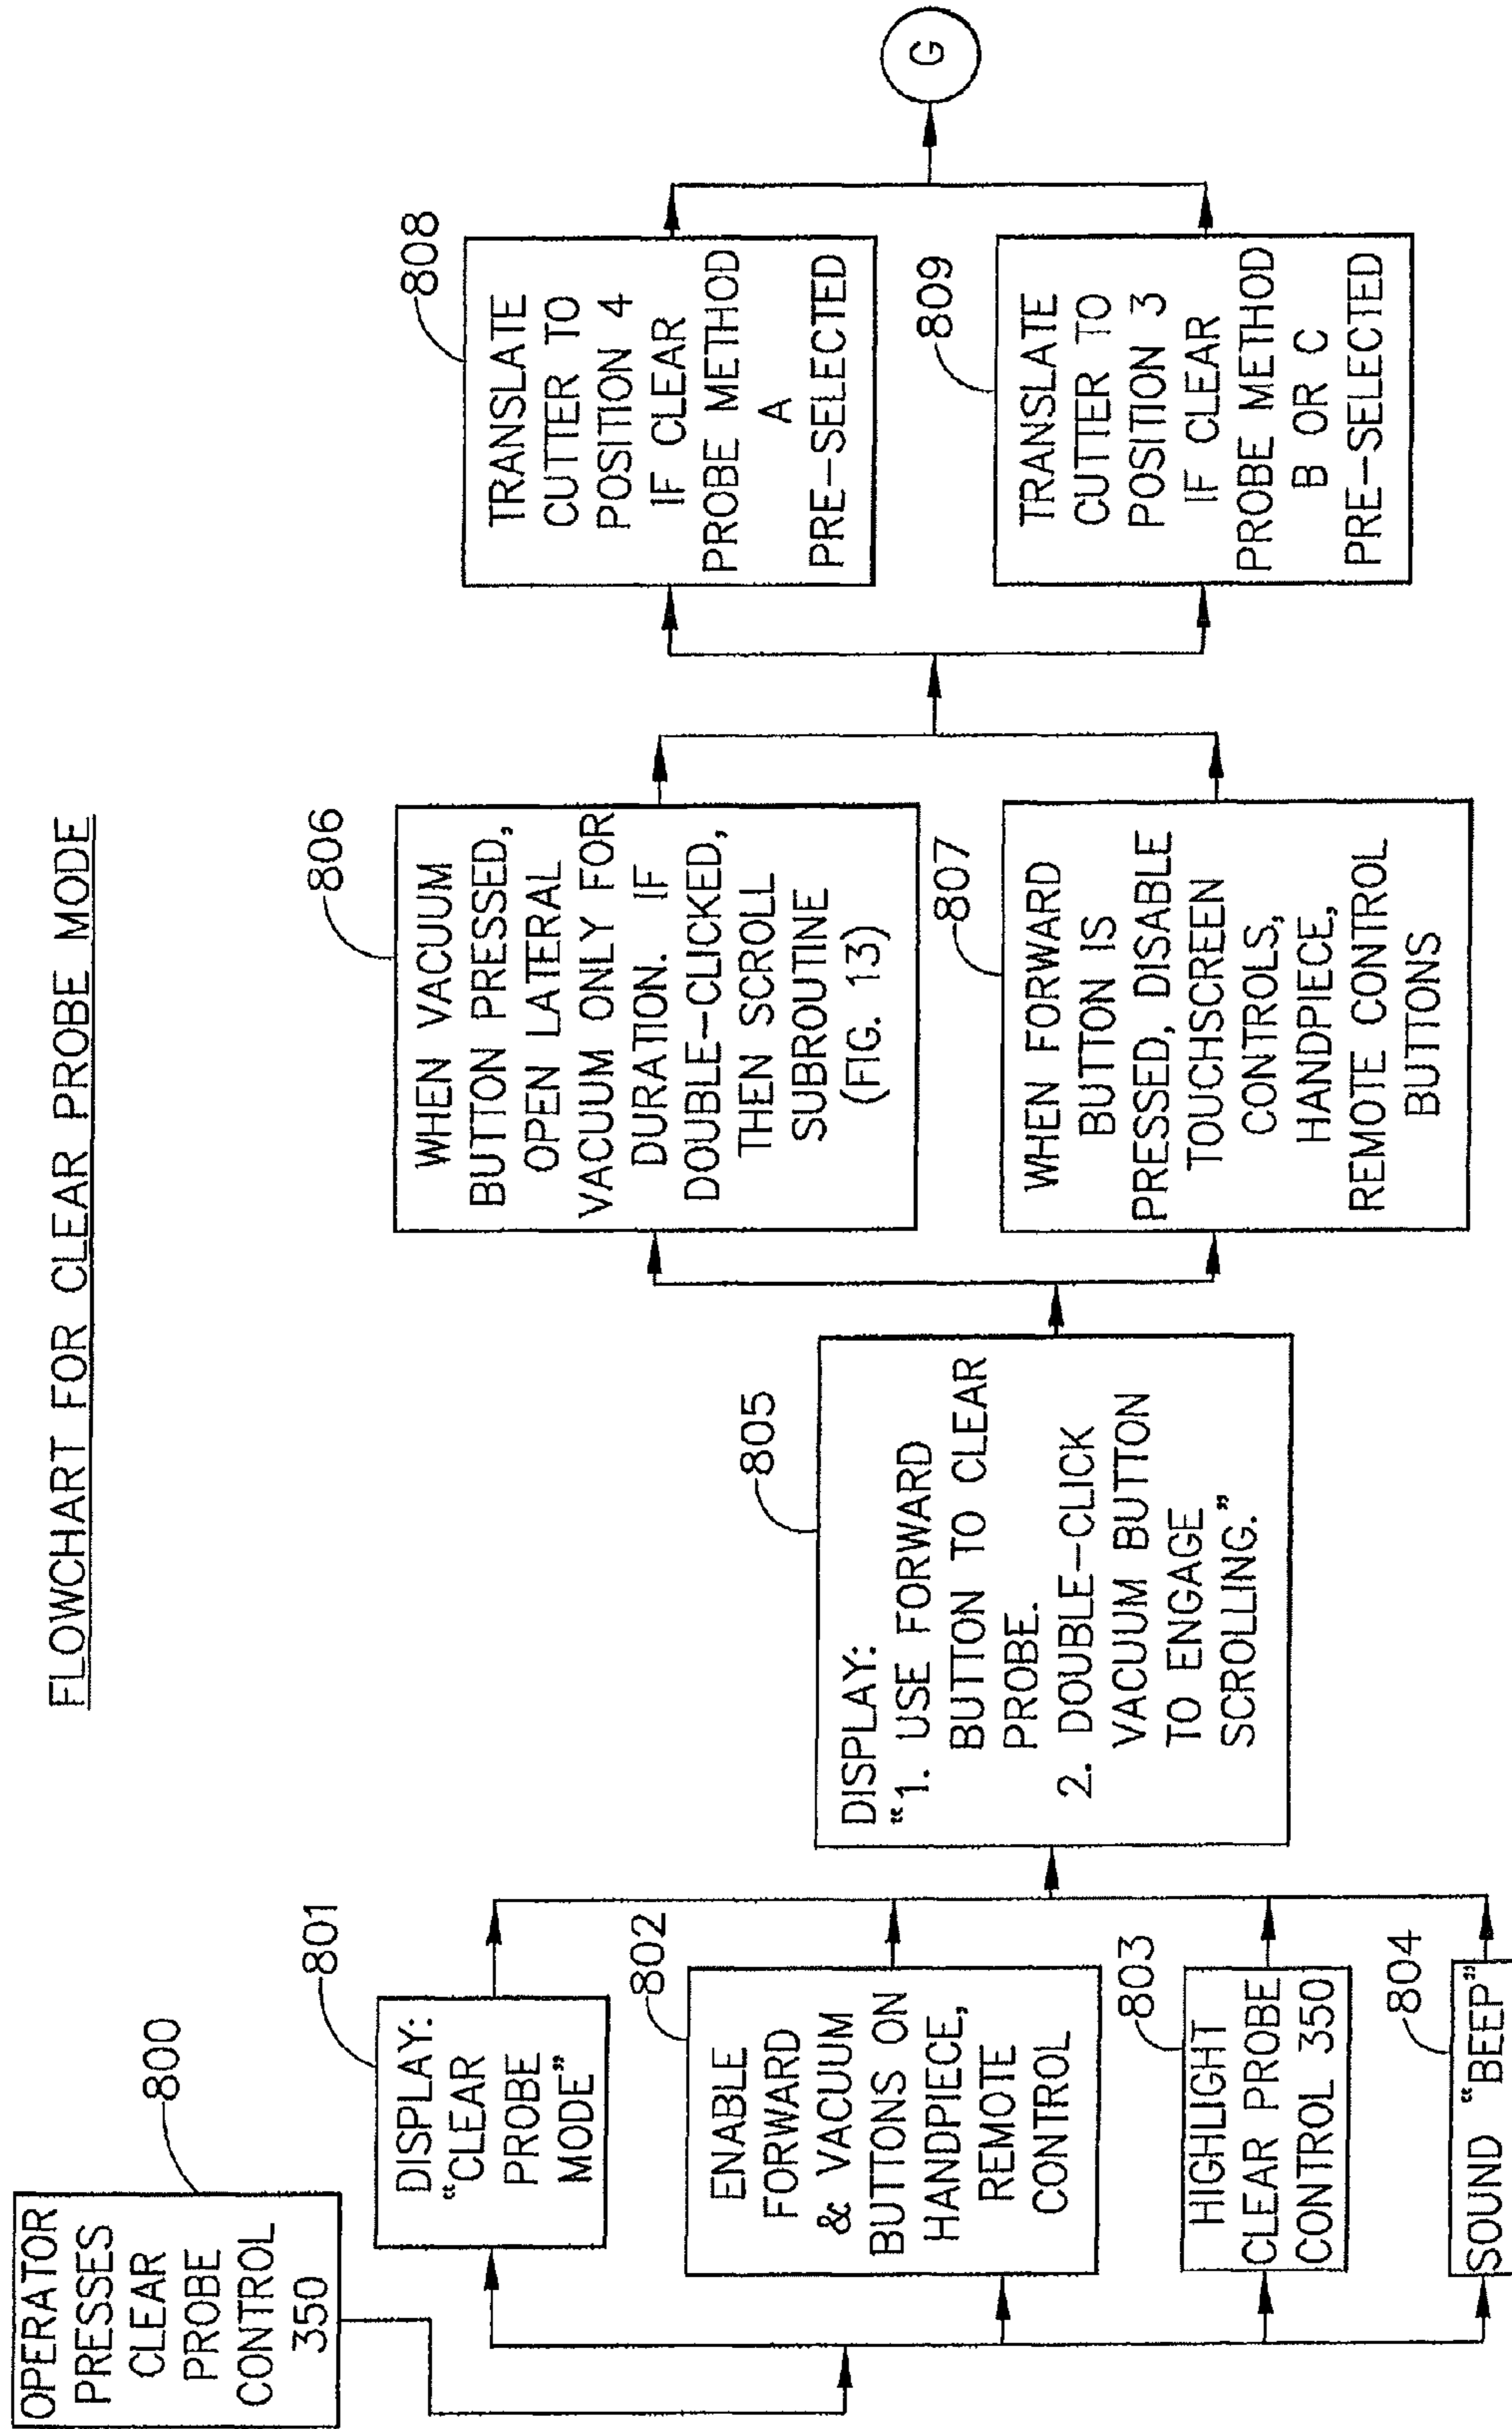 FLOWCHART FOR CLEAR PROBE MODE
800
OPERATOR
PRESSES
CLEAR
PROBE
CONTROL
350
801
DISPLAY:
“CLEAR
PROBE
MODE”
802
ENABLE
FORWARD
& VACUUM
BUTTONS ON
HANDPIECE,
REMOTE
CONTROL
803
HIGHLIGHT
CLEAR PROBE
CONTROL 350
804
SOUND “BEEP”
805
DISPLAY:
“1. USE FORWARD
BUTTON TO CLEAR
PROBE.
2. DOUBLE–CLICK
VACUUM BUTTON
TO ENGAGE
SCROLLING.”
806
WHEN VACUUM
BUTTON PRESSED,
OPEN LATERAL
VACUUM ONLY FOR
DURATION. IF
DOUBLE–CLICKED,
THEN SCROLL
SUBROUTINE
(FIG. 13)
807
WHEN FORWARD
BUTTON IS
PRESSED, DISABLE
TOUCHSCREEN
CONTROLS,
HANDPIECE,
REMOTE CONTROL
BUTTONS
808
TRANSLATE
CUTTER TO
POSITION 4
IF CLEAR
PROBE METHOD
A
PRE–SELECTED
809
TRANSLATE
CUTTER TO
POSITION 3
IF CLEAR
PROBE METHOD
B OR C
PRE–SELECTED
G